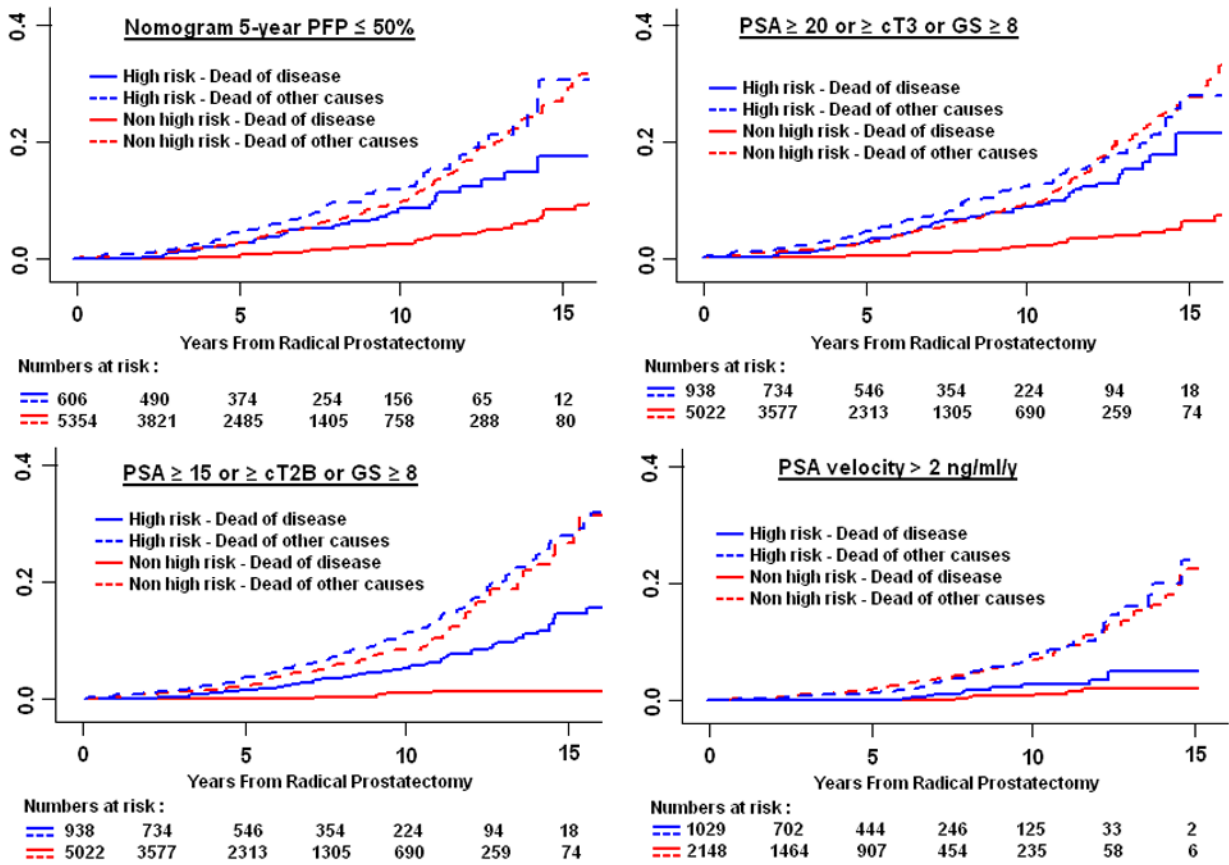 Nomogram 5-year PFP ≤ 50%
0.4
0.2
0.0
High risk - Dead of disease
High risk - Dead of other causes
Non high risk - Dead of disease
Non high risk - Dead of other causes
0 5 10 15
Years From Radical Prostatectomy
Numbers at risk :
606 490 374 254 156 65 12
5354 3821 2485 1405 758 288 80
PSA ≥ 20 or ≥ cT3 or GS ≥ 8
0.4
0.2
0.0
High risk - Dead of disease
High risk - Dead of other causes
Non high risk - Dead of disease
Non high risk - Dead of other causes
0 5 10 15
Years From Radical Prostatectomy
Numbers at risk :
938 734 546 354 224 94 18
5022 3577 2313 1305 690 259 74
PSA ≥ 15 or ≥ cT2B or GS ≥ 8
0.4
0.2
0.0
High risk - Dead of disease
High risk - Dead of other causes
Non high risk - Dead of disease
Non high risk - Dead of other causes
0 5 10 15
Years From Radical Prostatectomy
Numbers at risk :
938 734 546 354 224 94 18
5022 3577 2313 1305 690 259 74
PSA velocity > 2 ng/ml/y
0.4
0.2
0.0
High risk - Dead of disease
High risk - Dead of other causes
Non high risk - Dead of disease
Non high risk - Dead of other causes
0 5 10 15
Years From Radical Prostatectomy
Numbers at risk :
1029 702 444 246 125 33 2
2148 1464 907 454 235 58 6